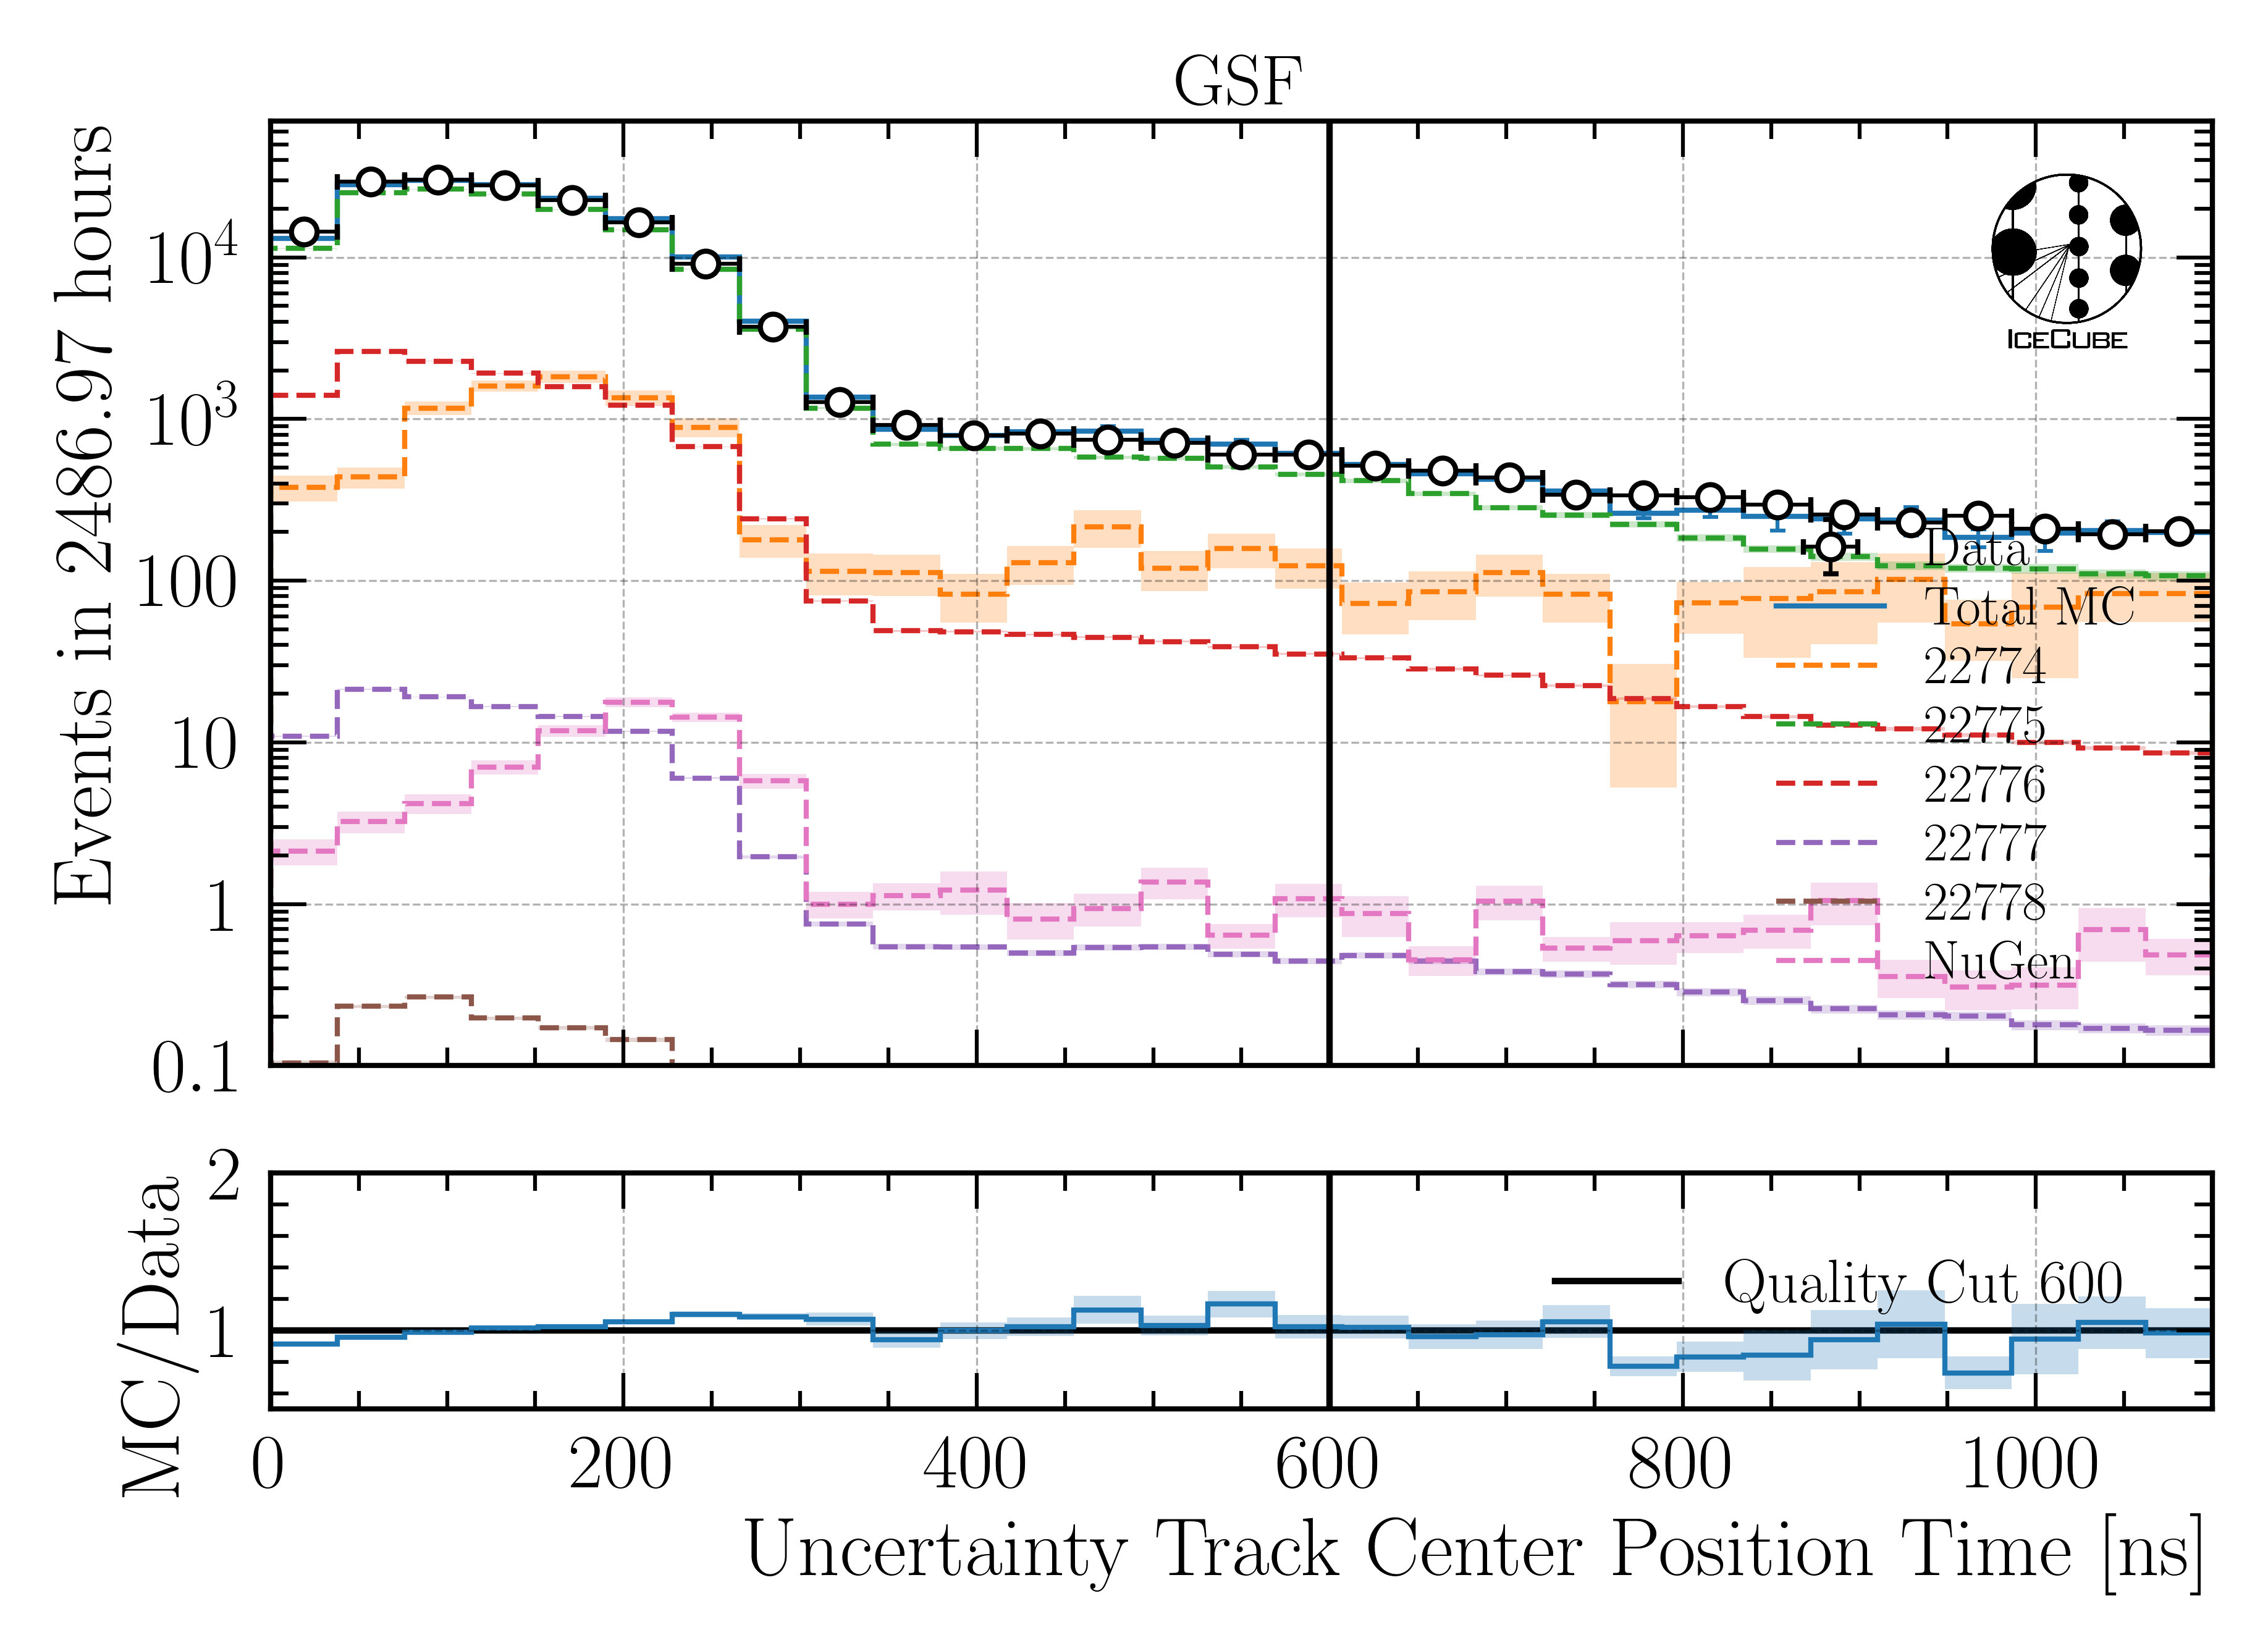 GSF
Events in 2486.97 hours
10^4
10^3
100
10
1
0.1
ICECUBE
Data
Total MC
22774
22775
22776
22777
22778
NuGen
MC/Data
2
1
Quality Cut 600
0 200 400 600 800 1000
Uncertainty Track Center Position Time [ns]